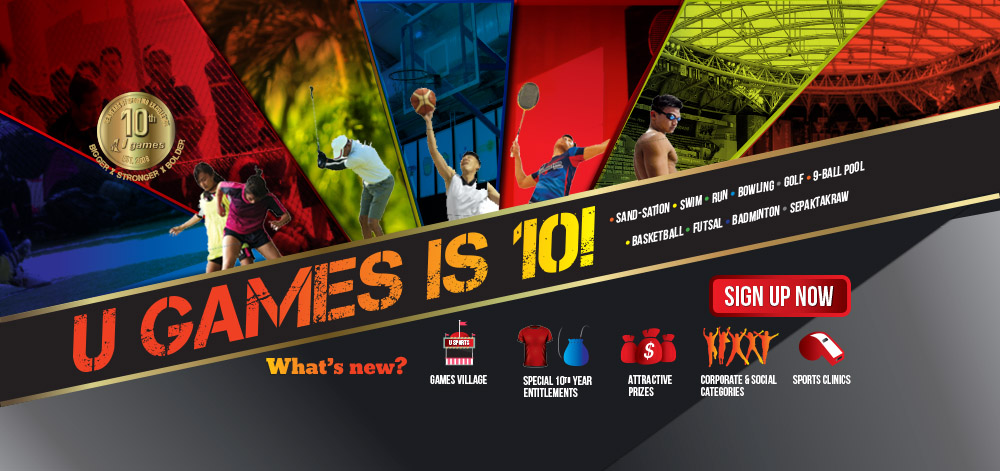 10th
U games
BIGGER X STRONGER X BOLDER
U GAMES IS 10!
• SAND-SATION • SWIM • RUN • BOWLING • GOLF • 9-BALL POOL
• BASKETBALL • FUTSAL • BADMINTON • SEPAKTAKRAW
SIGN UP NOW
What's new?
U SPORTS
$
GAMES VILLAGE
SPECIAL 10TH YEAR
ENTITLEMENTS
ATTRACTIVE
PRIZES
CORPORATE & SOCIAL
CATEGORIES
SPORTS CLINICS